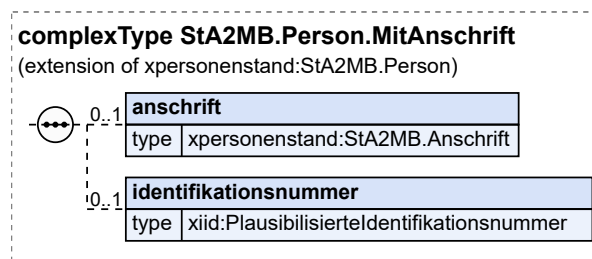 complexType StA2MB.Person.MitAnschrift
(extension of xpersonenstand:StA2MB.Person)
0..1
anschrift
type xpersonenstand:StA2MB.Anschrift
0..1
identifikationsnummer
type xiid:PlausibilisierteIdentifikationsnummer